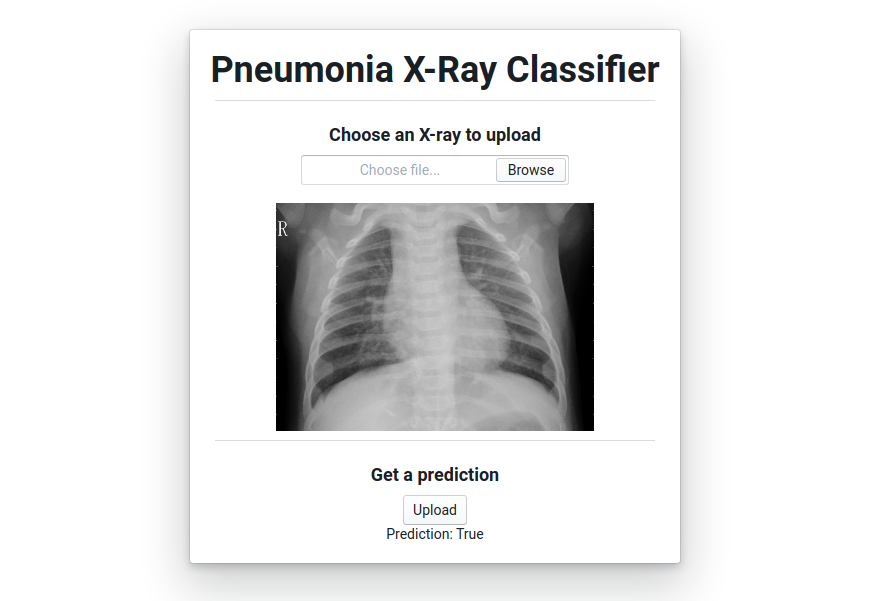 Pneumonia X-Ray Classifier
Choose an X-ray to upload
Choose file... Browse
R
Get a prediction
Upload
Prediction: True